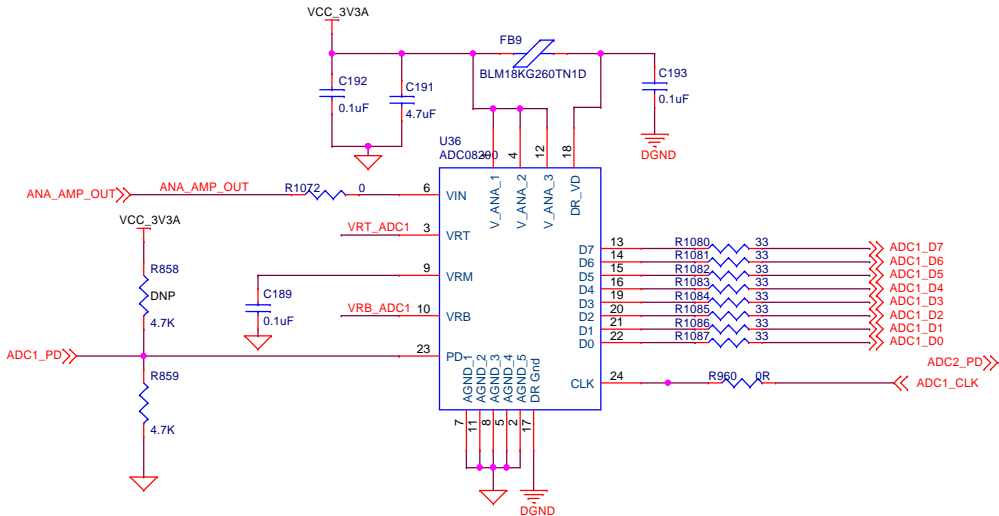 VCC_3V3A
FB9
BLM18KG260TN1D
C192
0.1uF
C191
4.7uF
C193
0.1uF
DGND
U36
ADC08200
1
4
12
18
V_ANA_1
V_ANA_2
V_ANA_3
DR_VD
ANA_AMP_OUT
ANA_AMP_OUT
R1072
0
6
VIN
VCC_3V3A
VRT_ADC1
3
VRT
R858
DNP
4.7K
9
VRM
C189
0.1uF
VRB_ADC1
10
VRB
ADC1_PD
23
PD
R859
4.7K
D7
13
R1080
33
ADC1_D7
D6
14
R1081
33
ADC1_D6
D5
15
R1082
33
ADC1_D5
D4
16
R1083
33
ADC1_D4
D3
19
R1084
33
ADC1_D3
D2
20
R1085
33
ADC1_D2
D1
21
R1086
33
ADC1_D1
D0
22
R1087
33
ADC1_D0
ADC2_PD
CLK
24
R960
0R
ADC1_CLK
AGND_1
AGND_2
AGND_3
AGND_4
AGND_5
DR Gnd
7
11
8
5
2
17
DGND